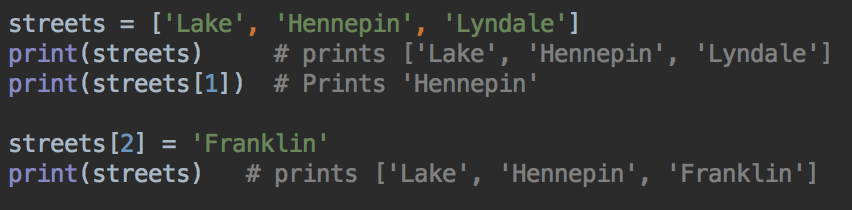 streets = ['Lake', 'Hennepin', 'Lyndale']
print(streets)     # prints ['Lake', 'Hennepin', 'Lyndale']
print(streets[1])  # Prints 'Hennepin'
streets[2] = 'Franklin'
print(streets)   # prints ['Lake', 'Hennepin', 'Franklin']